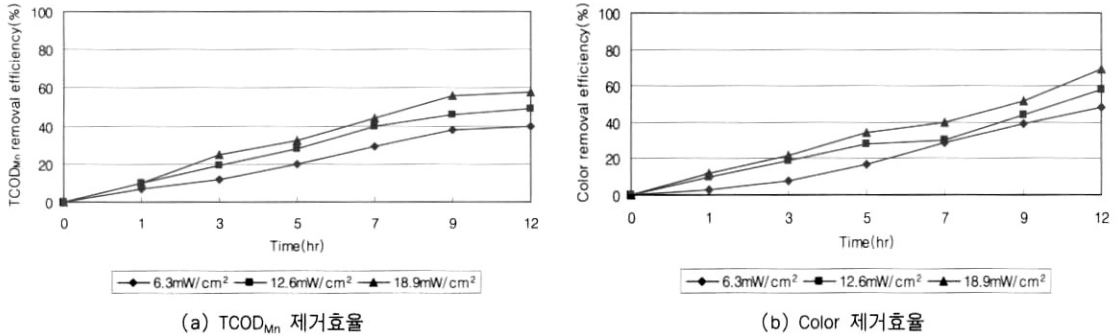 TCOD_Mn removal efficiency(%)
100
80
60
40
20
0
0 1 3 5 7 9 12
Time(hr)
6.3mW/cm² 12.6mW/cm² 18.9mW/cm²
(a) TCOD_Mn 제거효율
Color removal efficiency(%)
100
80
60
40
20
0
0 1 3 5 7 9 12
Time(hr)
6.3mW/cm² 12.6mW/cm² 18.9mW/cm²
(b) Color 제거효율